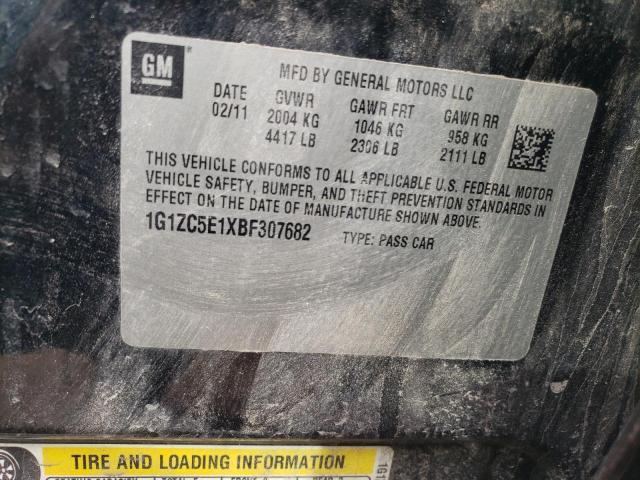 GM
MFD BY GENERAL MOTORS LLC
DATE GVWR GAWR FRT GAWR RR
02/11 2004 KG 1046 KG 958 KG
4417 LB 2306 LB 2111 LB
THIS VEHICLE CONFORMS TO ALL APPLICABLE U.S. FEDERAL MOTOR
VEHICLE SAFETY, BUMPER, AND THEFT PREVENTION STANDARDS IN
EFFECT ON THE DATE OF MANUFACTURE SHOWN ABOVE.
1G1ZC5E1XBF307682 TYPE: PASS CAR
TIRE AND LOADING INFORMATION